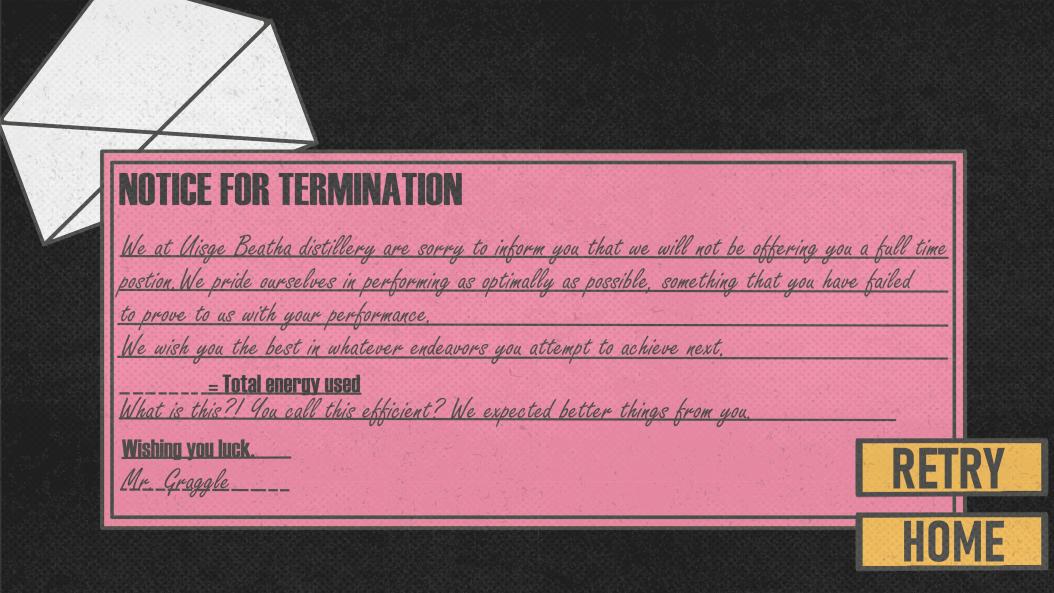 NOTICE FOR TERMINATION
We at Uisge Beatha distillery are sorry to inform you that we will not be offering you a full time
postion. We pride ourselves in performing as optimally as possible, something that you have failed
to prove to us with your performance.
We wish you the best in whatever endeavors you attempt to achieve next.
= Total energy used
What is this?! You call this efficient? We expected better things from you.
Wishing you luck.
Mr. Graggle
RETRY
HOME